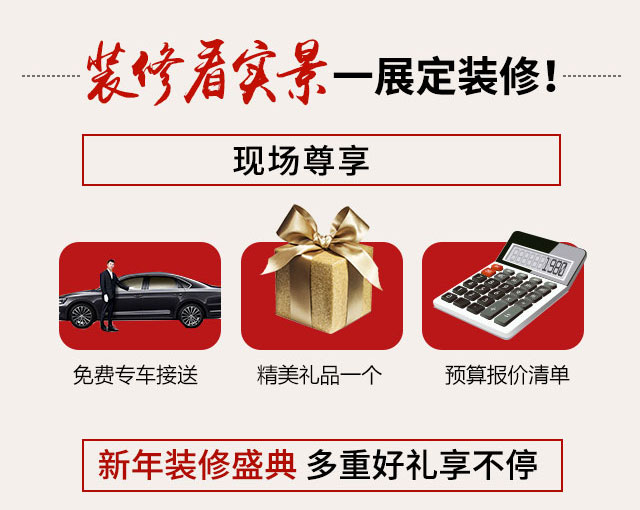 装修看实景 一展定装修!
现场尊享
1980
免费专车接送
精美礼品一个
预算报价清单
新年装修盛典 多重好礼享不停